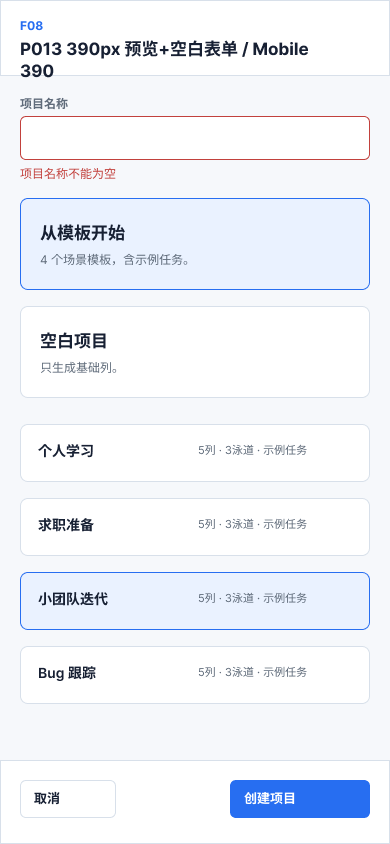 F08
P013 390px 预览+空白表单 / Mobile
390
项目名称
项目名称不能为空
从模板开始
4 个场景模板，含示例任务。
空白项目
只生成基础列。
个人学习 5列 · 3泳道 · 示例任务
求职准备 5列 · 3泳道 · 示例任务
小团队迭代 5列 · 3泳道 · 示例任务
Bug 跟踪 5列 · 3泳道 · 示例任务
取消 创建项目